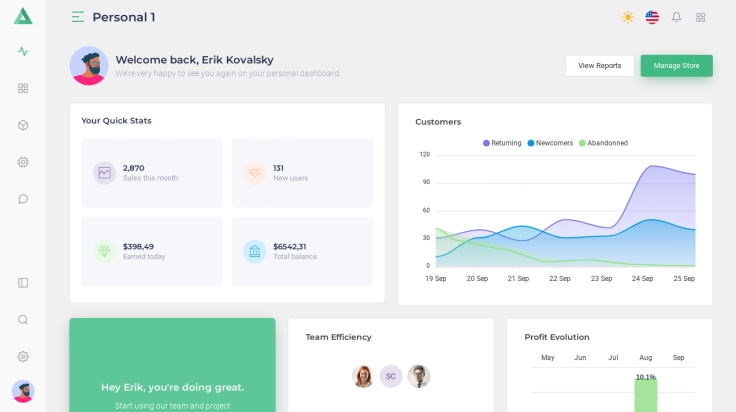 Personal 1
Welcome back, Erik Kovalsky
We're very happy to see you again on your personal dashboard.
View Reports
Manage Store
Your Quick Stats
2,870
Sales this month
131
New users
$398,49
Earned today
$6542,31
Total balance
Customers
Returning Newcomers Abandonned
120
90
60
30
0
19 Sep 20 Sep 21 Sep 22 Sep 23 Sep 24 Sep 25 Sep
Hey Erik, you're doing great.
Start using our team and project
Team Efficiency
SC
Profit Evolution
May Jun Jul Aug Sep
10.1%